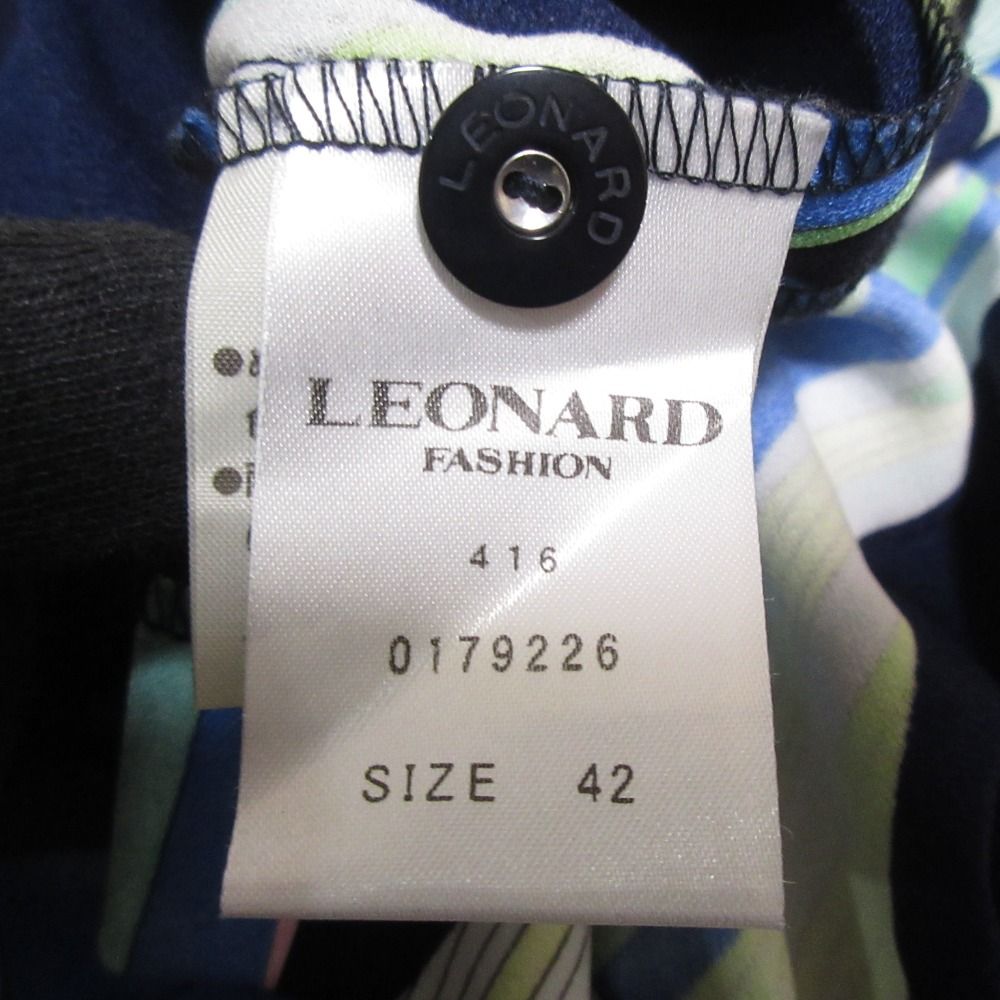 LEONARD
LEONARD
FASHION
416
0179226
SIZE 42